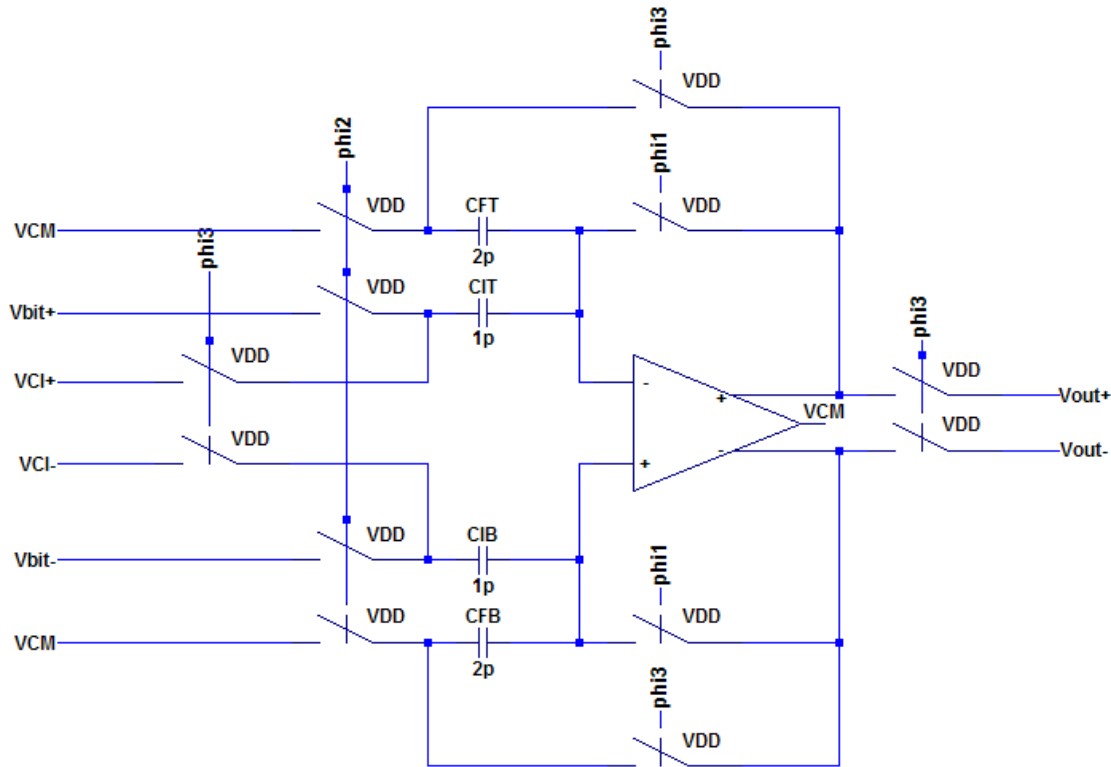 phi3
VDD
phi2
phi1
VDD
CFT
VDD
VCM
phi3
2p
VDD
CIT
Vbit+
1p
phi3
VDD
VDD
VCI+
-
+
VCM
Vout+
VDD
VDD
VCI-
+
-
Vout-
VDD
CIB
Vbit-
1p
phi1
VDD
CFB
VDD
VCM
2p
phi3
VDD